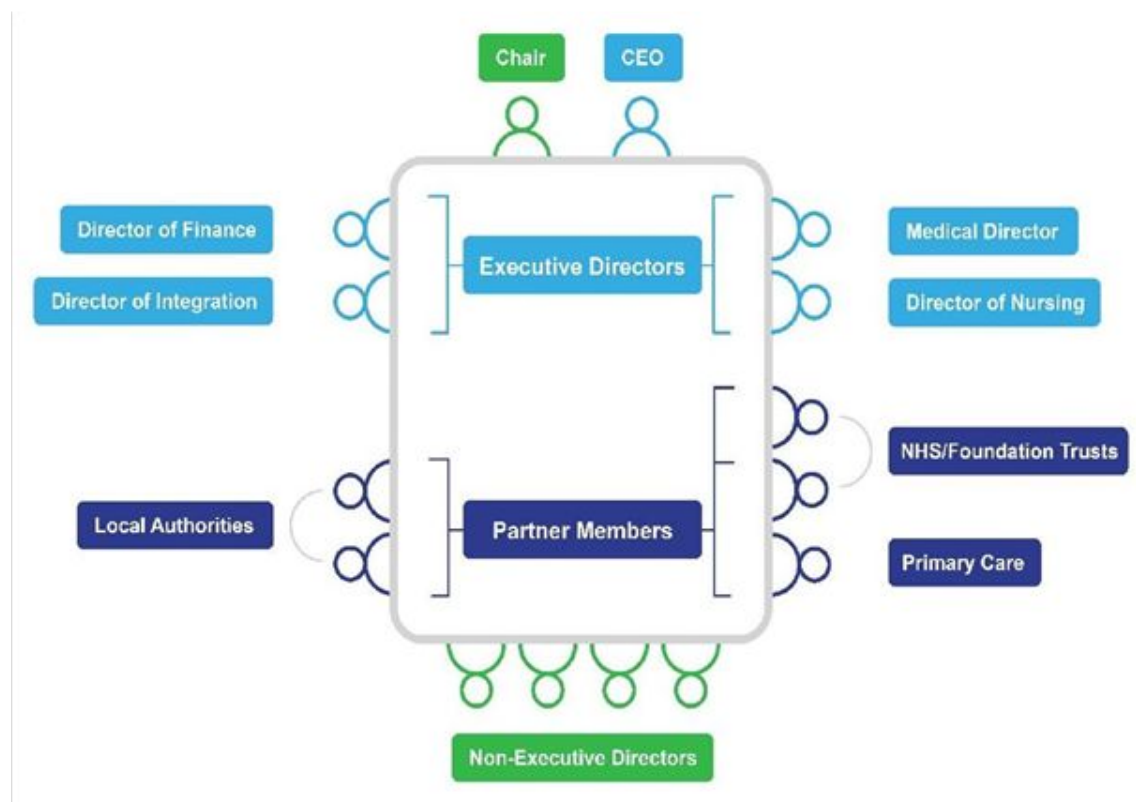 Chair
CEO
Director of Finance
Executive Directors
Medical Director
Director of Integration
Director of Nursing
NHS/Foundation Trusts
Local Authorities
Partner Members
Primary Care
Non-Executive Directors